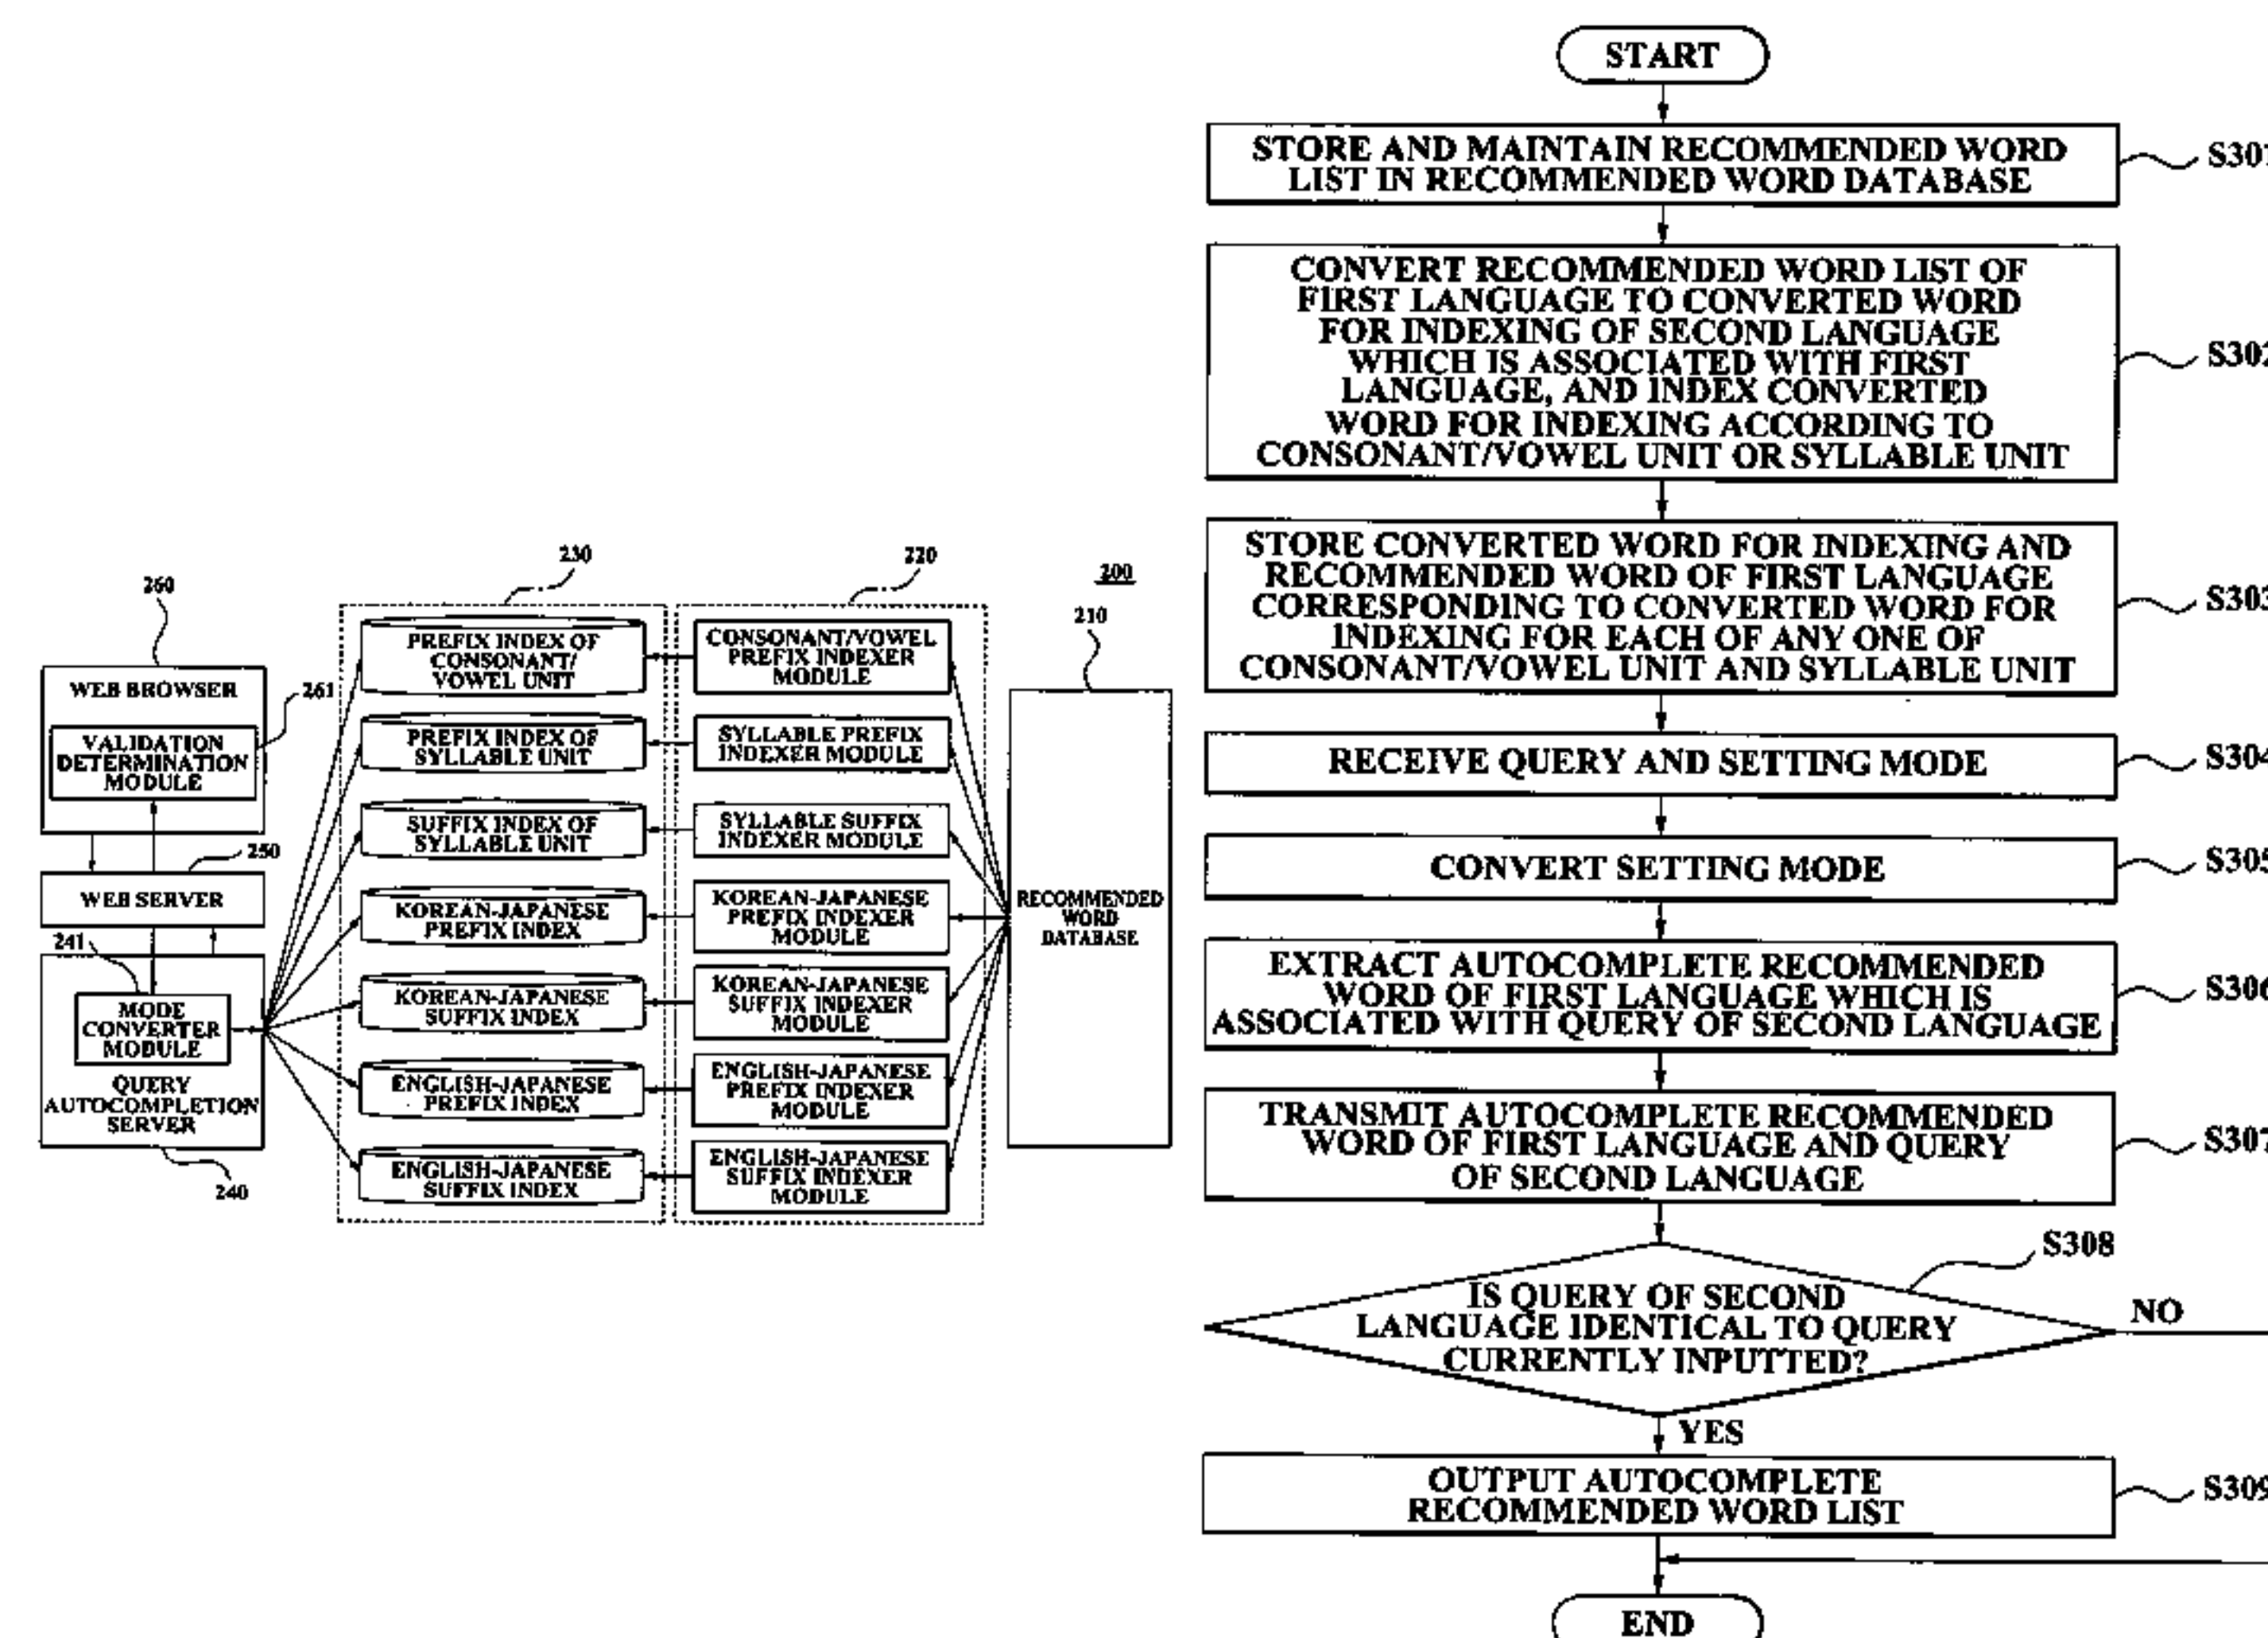 230
220
200
260
210
261
WEB BROWSER
VALIDATION
DETERMINATION
MODULE
250
WEB SERVER
241
MODE
CONVERTER
MODULE
QUERY
AUTOCOMPLETION
SERVER
240
PREFIX INDEX OF
CONSONANT/
VOWEL UNIT
PREFIX INDEX OF
SYLLABLE UNIT
SUFFIX INDEX OF
SYLLABLE UNIT
KOREAN-JAPANESE
PREFIX INDEX
KOREAN-JAPANESE
SUFFIX INDEX
ENGLISH-JAPANESE
PREFIX INDEX
ENGLISH-JAPANESE
SUFFIX INDEX
CONSONANT/VOWEL
PREFIX INDEXER
MODULE
SYLLABLE PREFIX
INDEXER MODULE
SYLLABLE SUFFIX
INDEXER MODULE
KOREAN-JAPANESE
PREFIX INDEXER
MODULE
KOREAN-JAPANESE
SUFFIX INDEXER
MODULE
ENGLISH-JAPANESE
PREFIX INDEXER
MODULE
ENGLISH-JAPANESE
SUFFIX INDEXER
MODULE
RECOMMENDED
WORD
DATABASE
START
STORE AND MAINTAIN RECOMMENDED WORD
LIST IN RECOMMENDED WORD DATABASE
S301
CONVERT RECOMMENDED WORD LIST OF
FIRST LANGUAGE TO CONVERTED WORD
FOR INDEXING OF SECOND LANGUAGE
WHICH IS ASSOCIATED WITH FIRST
LANGUAGE, AND INDEX CONVERTED
WORD FOR INDEXING ACCORDING TO
CONSONANT/VOWEL UNIT OR SYLLABLE UNIT
S302
STORE CONVERTED WORD FOR INDEXING AND
RECOMMENDED WORD OF FIRST LANGUAGE
CORRESPONDING TO CONVERTED WORD FOR
INDEXING FOR EACH OF ANY ONE OF
CONSONANT/VOWEL UNIT AND SYLLABLE UNIT
S303
RECEIVE QUERY AND SETTING MODE
S304
CONVERT SETTING MODE
S305
EXTRACT AUTOCOMPLETE RECOMMENDED
WORD OF FIRST LANGUAGE WHICH IS
ASSOCIATED WITH QUERY OF SECOND LANGUAGE
S306
TRANSMIT AUTOCOMPLETE RECOMMENDED
WORD OF FIRST LANGUAGE AND QUERY
OF SECOND LANGUAGE
S307
S308
IS QUERY OF SECOND
LANGUAGE IDENTICAL TO QUERY
CURRENTLY INPUTTED?
NO
YES
OUTPUT AUTOCOMPLETE
RECOMMENDED WORD LIST
S309
END